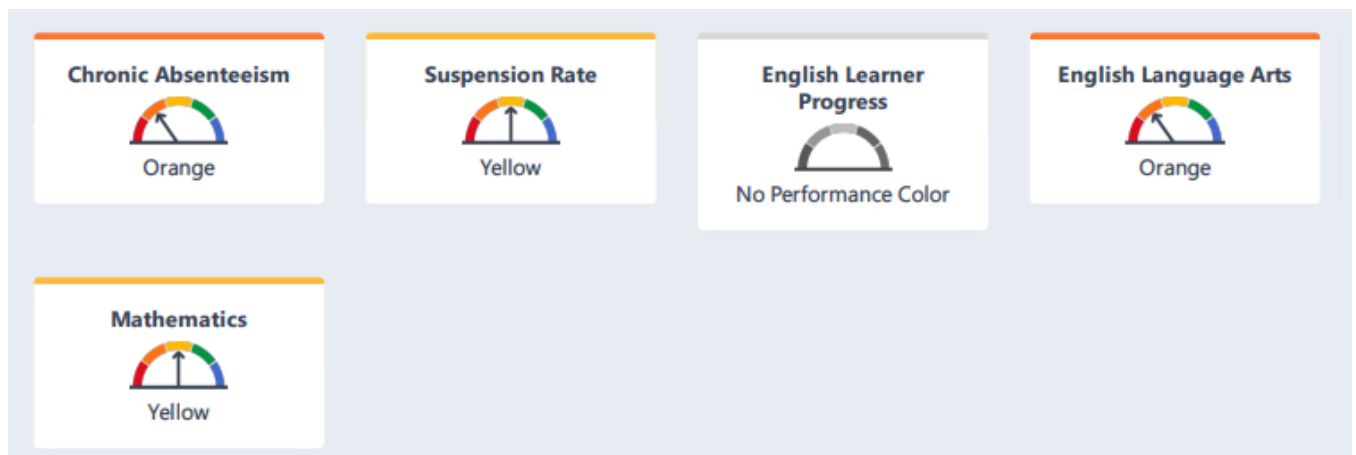 Chronic Absenteeism
Orange
Suspension Rate
Yellow
English Learner
Progress
No Performance Color
English Language Arts
Orange
Mathematics
Yellow